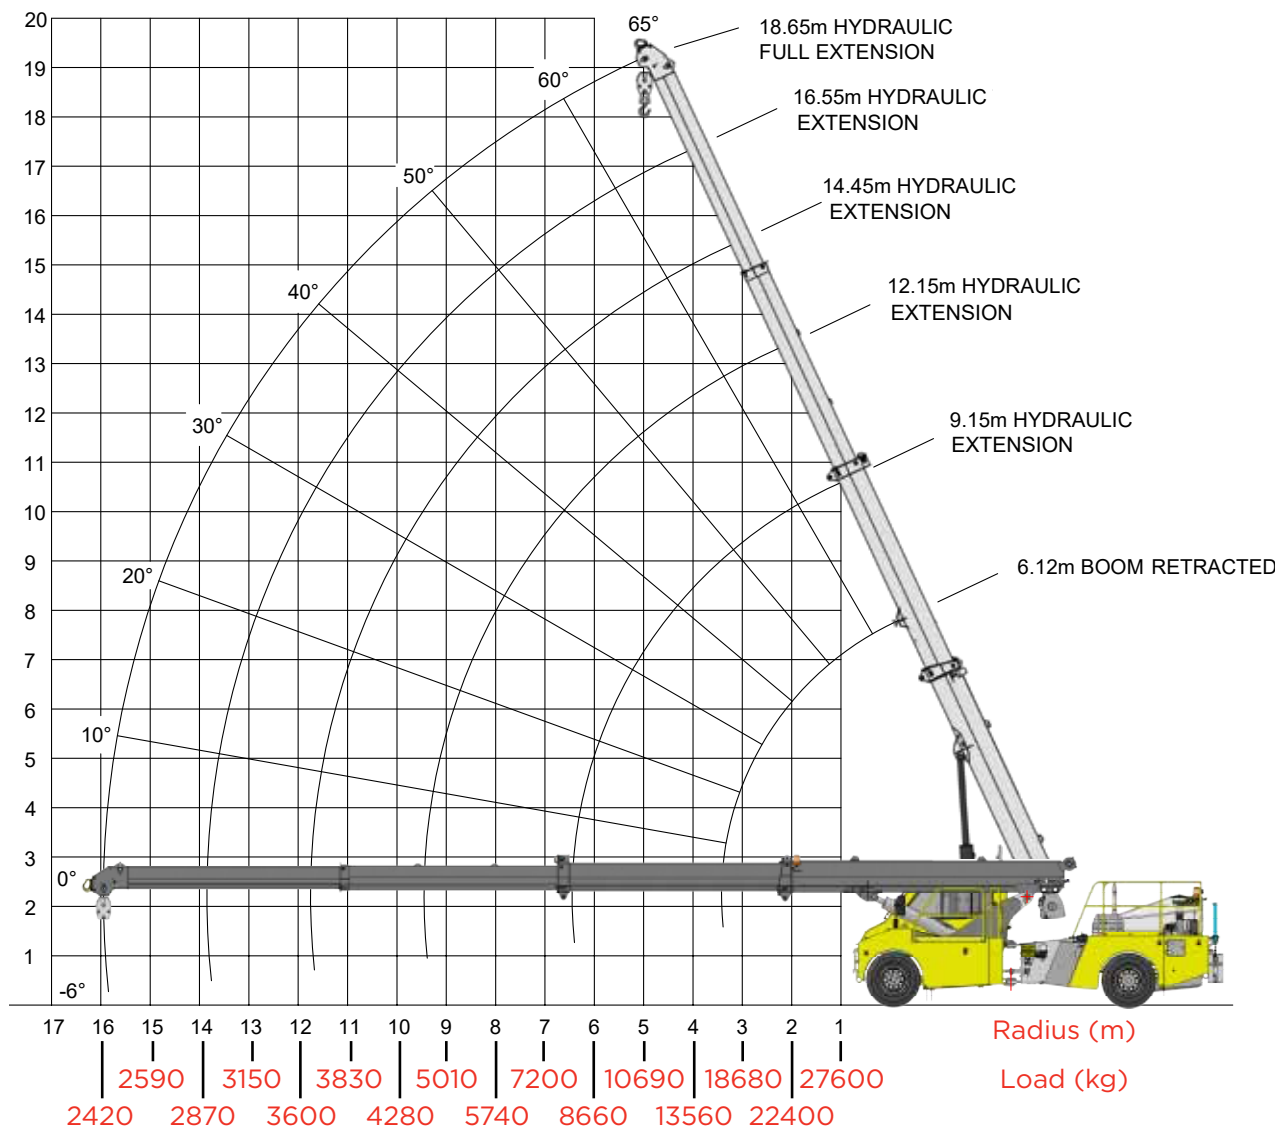 20
65°
18.65m HYDRAULIC
FULL EXTENSION
19
60°
16.55m HYDRAULIC
EXTENSION
18
50°
17
14.45m HYDRAULIC
EXTENSION
16
15
40°
12.15m HYDRAULIC
EXTENSION
14
13
30°
9.15m HYDRAULIC
EXTENSION
12
11
10
20°
6.12m BOOM RETRACTED
9
8
7
6
10°
5
4
3
0°
2
1
-6°
17 16 15 14 13 12 11 10 9 8 7 6 5 4 3 2 1 Radius (m)
2590 3150 3830 5010 7200 10690 18680 27600 Load (kg)
2420 2870 3600 4280 5740 8660 13560 22400